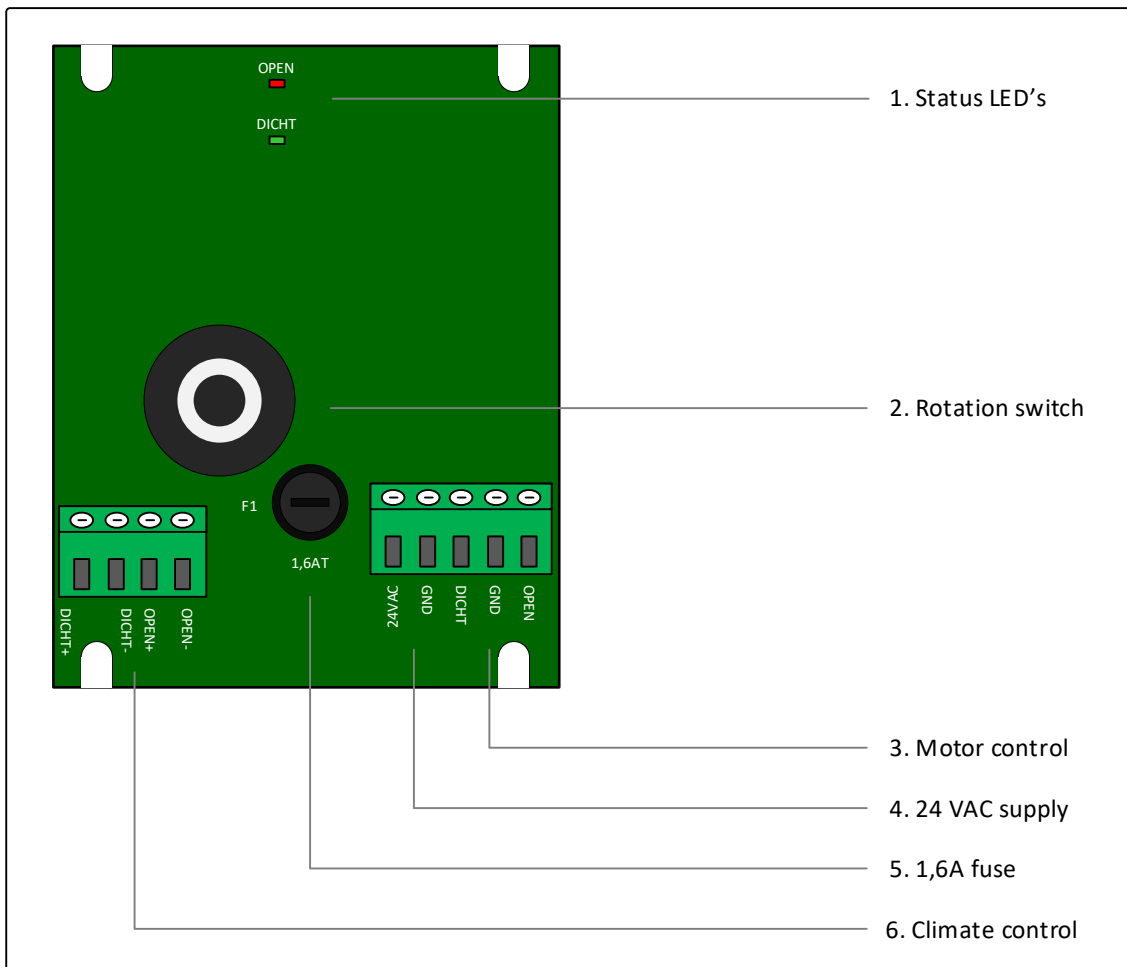 OPEN
1. Status LED’s
DICHT
2. Rotation switch
F1
1,6AT
24VAC
GND
DICHT
GND
OPEN
DICHT+
DICHT-
OPEN+
OPEN-
3. Motor control
4. 24 VAC supply
5. 1,6A fuse
6. Climate control